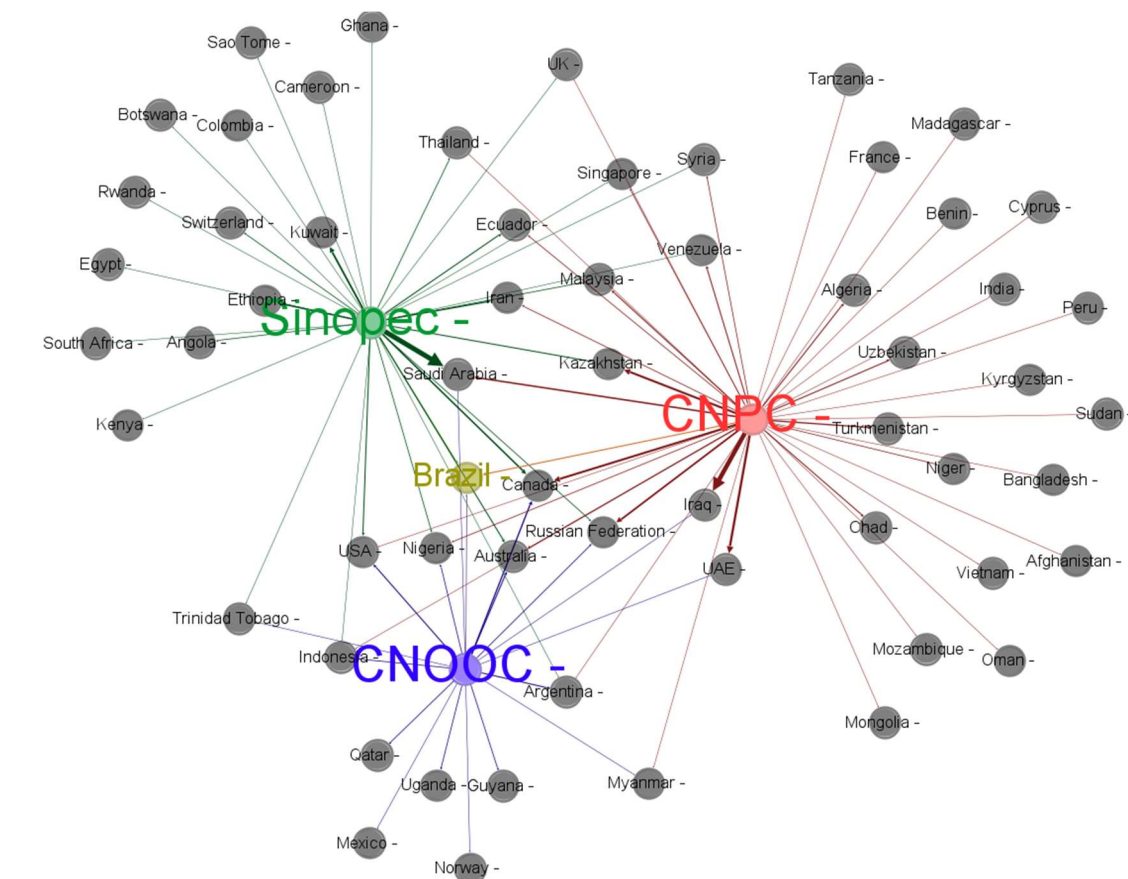 Ghana -
Sao Tome -
UK -
Tanzania -
Cameroon -
Botswana -
Colombia -
Madagascar -
Thailand -
France -
Syria -
Singapore -
Rwanda -
Switzerland -
Kuwait -
Ecuador -
Benin -
Cyprus -
Venezuela -
Egypt -
Malaysia -
Algeria -
India -
Ethiopia -
Iran -
Peru -
Sinopec -
South Africa -
Angola -
Uzbekistan -
Kazakhstan -
Saudi Arabia -
Kyrgyzstan -
CNPC -
Sudan -
Kenya -
Turkmenistan -
Brazil -
Canada -
Niger -
Bangladesh -
Iraq -
Russian Federation -
Chad -
USA -
Nigeria -
Australia -
UAE -
Vietnam -
Afghanistan -
Trinidad Tobago -
Indonesia -
CNOOC -
Mozambique -
Oman -
Argentina -
Mongolia -
Qatar -
Uganda -
Guyana -
Myanmar -
Mexico -
Norway -